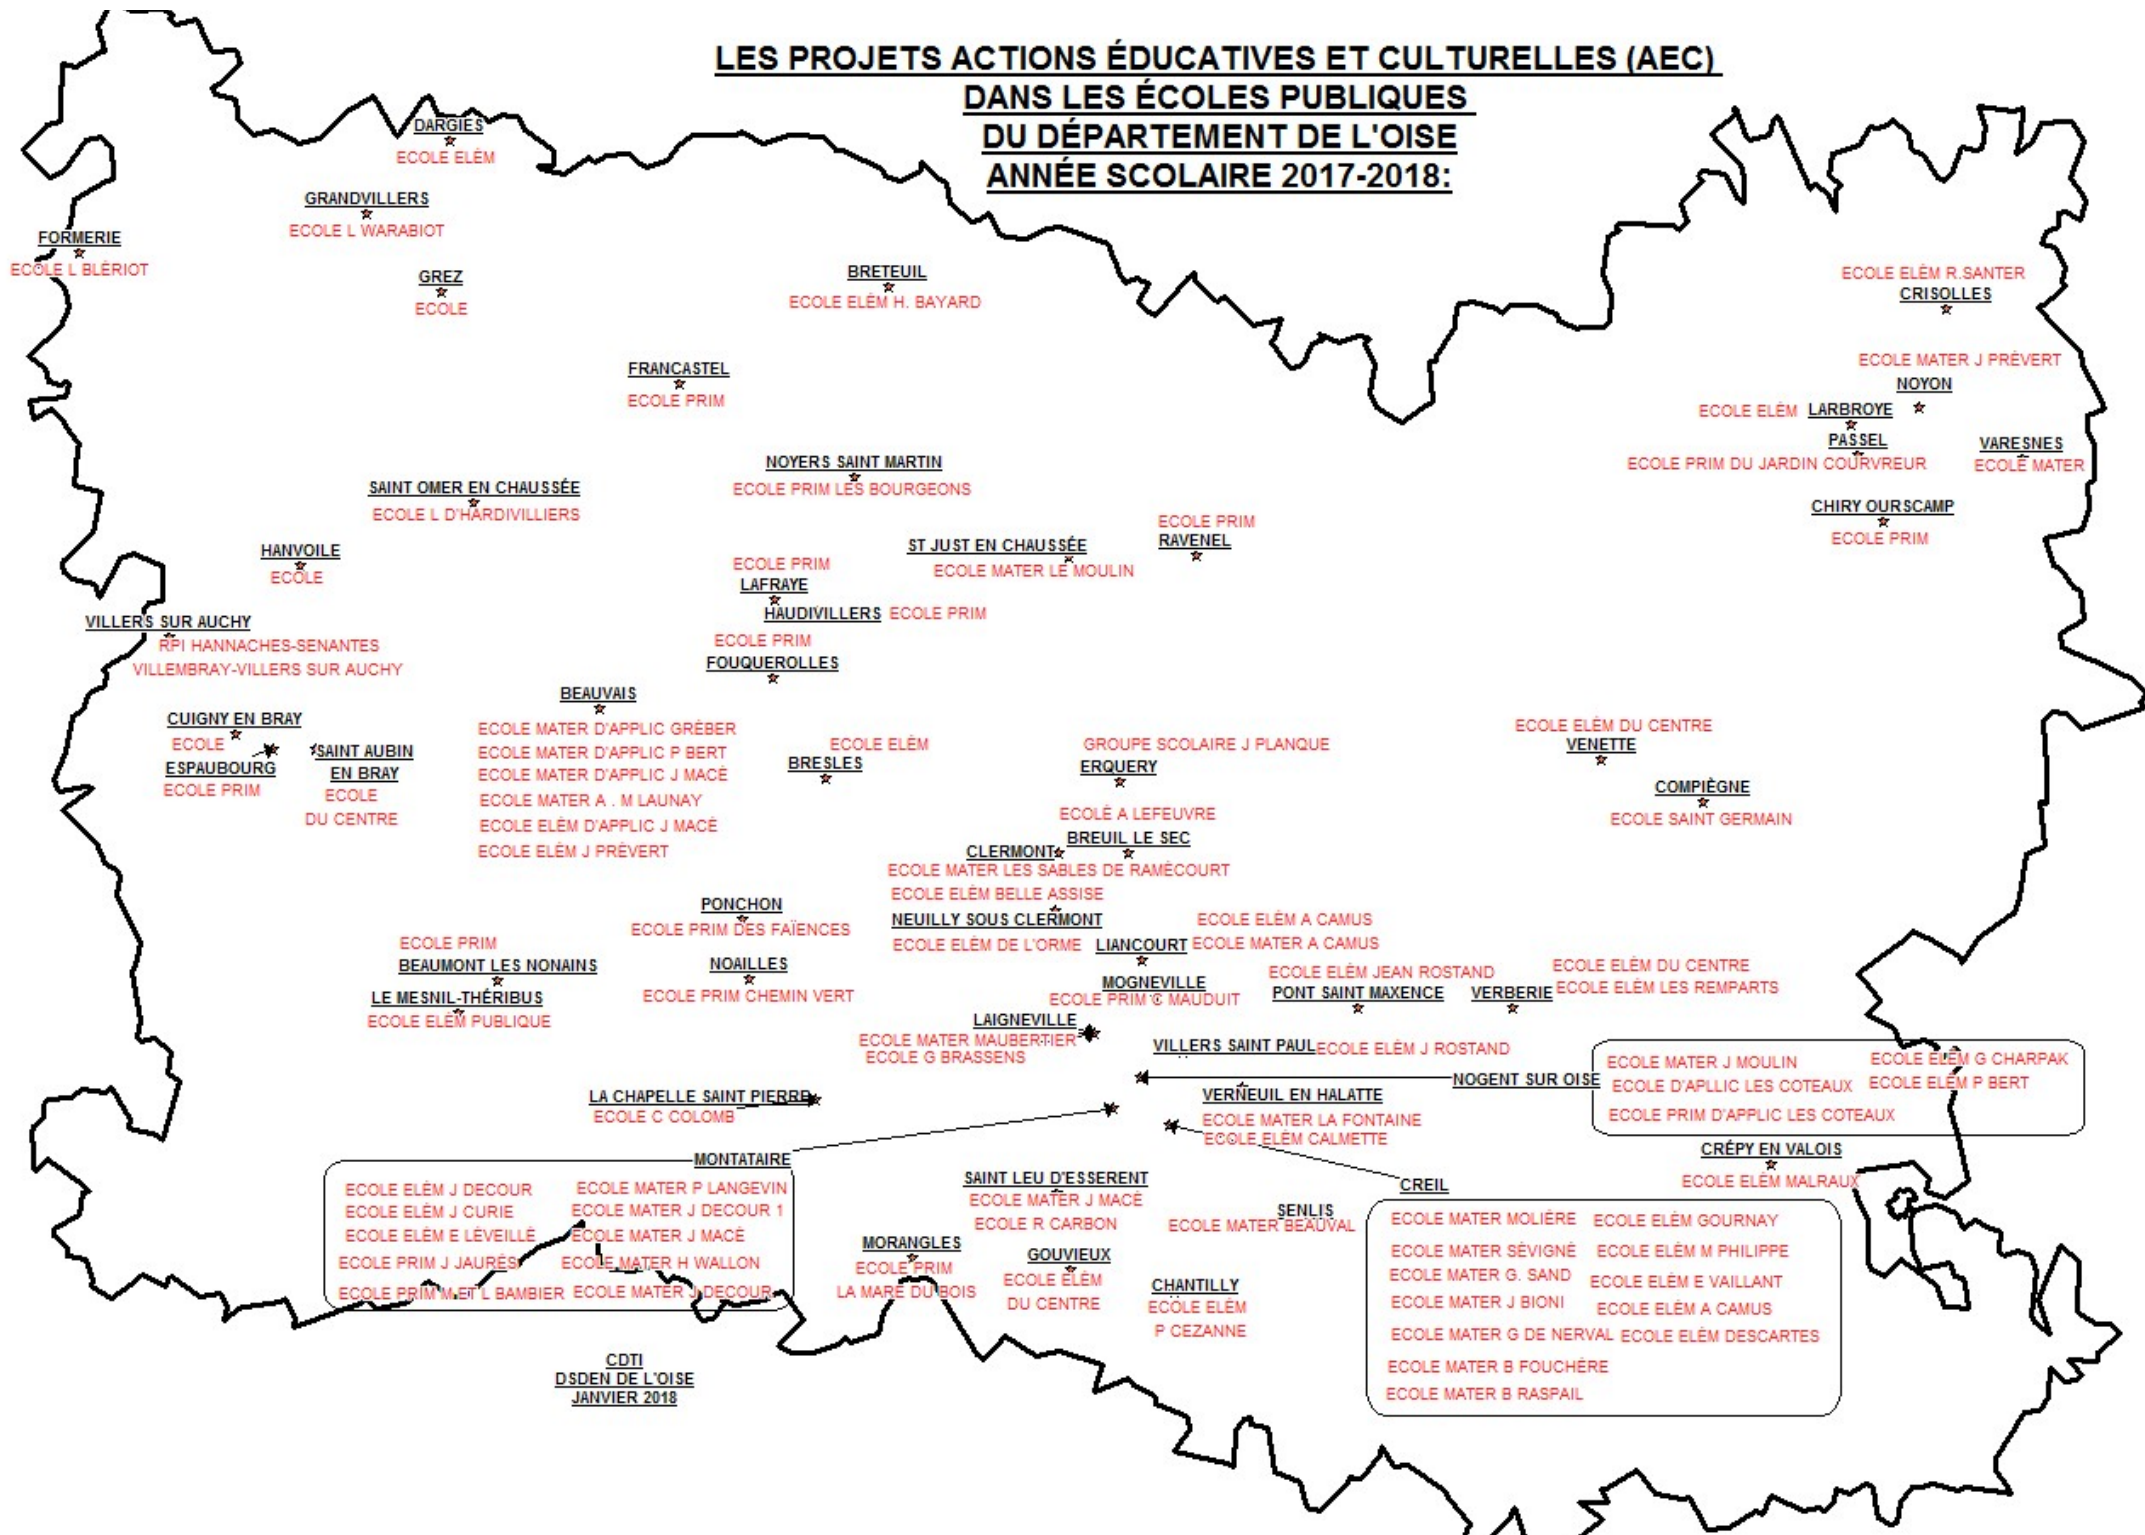 LES PROJETS ACTIONS ÉDUCATIVES ET CULTURELLES (AEC)
DANS LES ÉCOLES PUBLIQUES
DU DÉPARTEMENT DE L'OISE
ANNÉE SCOLAIRE 2017-2018:
DARGIES
ECOLE ELÉM
GRANDVILLERS
ECOLE L WARABIOT
FORMERIE
ECOLE L BLÉRIOT
GREZ
ECOLE
BRETEUIL
ECOLE ELÉM H. BAYARD
ECOLE ELÉM R.SANTER
CRISOLLES
FRANCASTEL
ECOLE PRIM
ECOLE MATER J PRÉVERT
NOYON
ECOLE ELÉM LARBROYE
PASSEL
ECOLE PRIM DU JARDIN COURVREUR
VARESNES
ECOLE MATER
NOYERS SAINT MARTIN
ECOLE PRIM LES BOURGEONS
SAINT OMER EN CHAUSSÉE
ECOLE L D'HARDIVILLIERS
CHIRY OURSCAMP
ECOLE PRIM
HANVOILE
ECOLE
ST JUST EN CHAUSSÉE
ECOLE MATER LE MOULIN
ECOLE PRIM
RAVENEL
ECOLE PRIM
LAFRAYE
HAUDIVILLERS ECOLE PRIM
ECOLE PRIM
FOUQUEROLLES
VILLERS SUR AUCHY
RPI HANNACHES-SENANTES
VILLEMBRAY-VILLERS SUR AUCHY
CUIGNY EN BRAY
ECOLE
ESPAUBOURG
ECOLE PRIM
SAINT AUBIN
EN BRAY
ECOLE
DU CENTRE
BEAUVAIS
ECOLE MATER D'APPLIC GRÉBER
ECOLE MATER D'APPLIC P BERT
ECOLE MATER D'APPLIC J MACÉ
ECOLE MATER A . M LAUNAY
ECOLE ELÉM D'APPLIC J MACÉ
ECOLE ELÉM J PRÉVERT
ECOLE ELÉM
BRESLES
GROUPE SCOLAIRE J PLANQUE
ERQUERY
ECOLE ELÉM DU CENTRE
VENETTE
COMPIÈGNE
ECOLE SAINT GERMAIN
ECOLE A LEFEUVRE
BREUIL LE SEC
CLERMONT
ECOLE MATER LES SABLES DE RAMÉCOURT
ECOLE ELÉM BELLE ASSISE
NEUILLY SOUS CLERMONT
ECOLE ELÉM DE L'ORME
PONCHON
ECOLE PRIM DES FAÏENCES
ECOLE ELÉM A CAMUS
LIANCOURT ECOLE MATER A CAMUS
ECOLE PRIM
BEAUMONT LES NONAINS
LE MESNIL-THÉRIBUS
ECOLE ELÉM PUBLIQUE
NOAILLES
ECOLE PRIM CHEMIN VERT
MOGNEVILLE
ECOLE PRIM C MAUDUIT
ECOLE ELÉM JEAN ROSTAND
PONT SAINT MAXENCE
ECOLE ELÉM DU CENTRE
VERBERIE ECOLE ELÉM LES REMPARTS
LAIGNEVILLE
ECOLE MATER MAUBERTIER
ECOLE G BRASSENS
VILLERS SAINT PAUL ECOLE ELÉM J ROSTAND
NOGENT SUR OISE
ECOLE MATER J MOULIN
ECOLE ELÉM G CHARPAK
ECOLE D'APLLIC LES COTEAUX
ECOLE ELÉM P BERT
ECOLE PRIM D'APPLIC LES COTEAUX
LA CHAPELLE SAINT PIERRE
ECOLE C COLOMB
VERNEUIL EN HALATTE
ECOLE MATER LA FONTAINE
ECOLE ELÉM CALMETTE
CRÉPY EN VALOIS
ECOLE ELÉM MALRAUX
MONTATAIRE
ECOLE ELÉM J DECOUR
ECOLE MATER P LANGEVIN
ECOLE ELÉM J CURIE
ECOLE MATER J DECOUR 1
ECOLE ELÉM E LÉVEILLÉ
ECOLE MATER J MACÉ
ECOLE PRIM J JAURÈS
ECOLE MATER H WALLON
ECOLE PRIM M ET L BAMBIER
ECOLE MATER J DECOUR
SAINT LEU D'ESSERENT
ECOLE MATER J MACÉ
ECOLE R CARBON
SENLIS
ECOLE MATER BEAUVAL
MORANGLES
ECOLE PRIM
LA MARE DU BOIS
GOUVIEUX
ECOLE ELÉM
DU CENTRE
CHANTILLY
ECOLE ELÉM
P CEZANNE
CREIL
ECOLE MATER MOLIÈRE
ECOLE ELÉM GOURNAY
ECOLE MATER SÉVIGNÉ
ECOLE ELÉM M PHILIPPE
ECOLE MATER G. SAND
ECOLE ELÉM E VAILLANT
ECOLE MATER J BIONI
ECOLE ELÉM A CAMUS
ECOLE MATER G DE NERVAL
ECOLE ELÉM DESCARTES
ECOLE MATER B FOUCHÈRE
ECOLE MATER B RASPAIL
CDTI
DSDEN DE L'OISE
JANVIER 2018